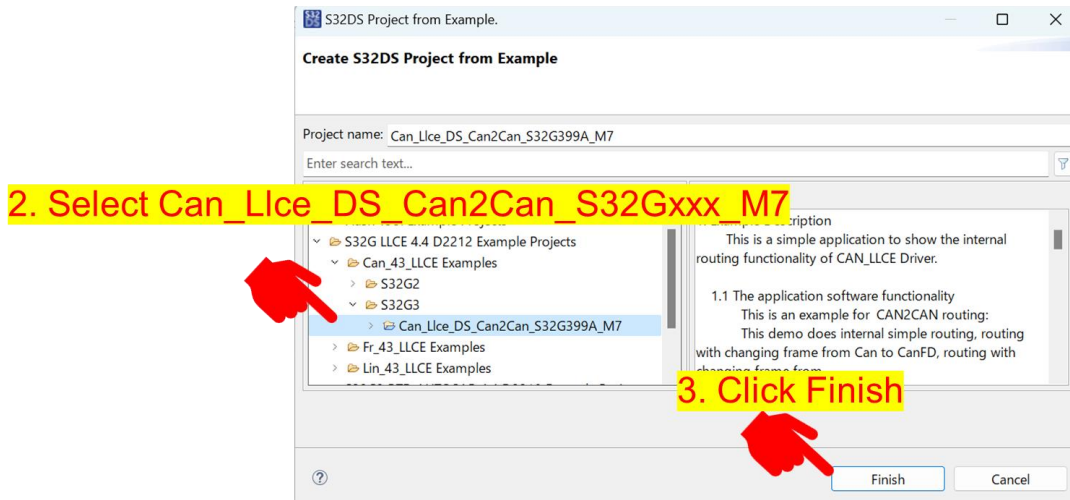 S32DS Project from Example.
Create S32DS Project from Example
Project name: Can_Llce_DS_Can2Can_S32G399A_M7
Enter search text...
2. Select Can_LIce_DS_Can2Can_S32Gxxx_M7
S32G LLCE 4.4 D2212 Example Projects
Can_43_LLCE Examples
S32G2
S32G3
Can_Llce_DS_Can2Can_S32G399A_M7
Fr_43_LLCE Examples
Lin_43_LLCE Examples
This is a simple application to show the internal
routing functionality of CAN_LLCE Driver.
1.1 The application software functionality
This is an example for CAN2CAN routing:
This demo does internal simple routing, routing
with changing frame from Can to CanFD, routing with
3. Click Finish
Finish
Cancel